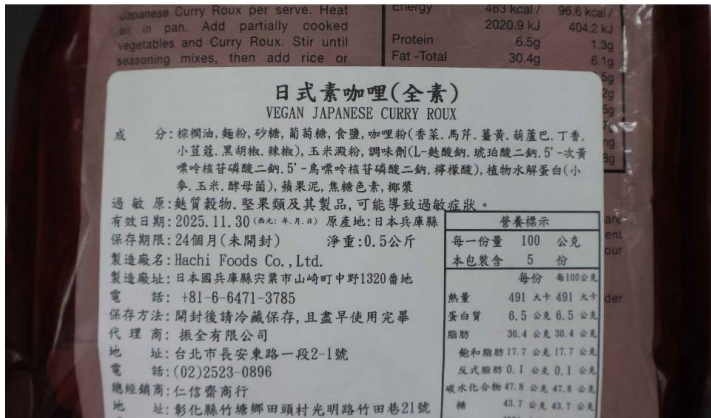 Japanese Curry Roux per serve. Heat
oil in pan. Add partially cooked
vegetables and Curry Roux. Stir until
seasoning mixes, then add rice or
Energy 483 kcal / 96.6 kcal /
2020.9 kJ 404.2 kJ
Protein 6.5g 1.3g
Fat -Total 30.4g 6.1g
日式素咖哩(全素)
VEGAN JAPANESE CURRY ROUX
成 分:棕櫚油,麵粉,砂糖,葡萄糖,食鹽,咖哩粉(香菜.馬芹.薑黃.葫蘆巴.丁香.
小荳蔻.黑胡椒.辣椒),玉米澱粉,調味劑(L-麩酸鈉.琥珀酸二鈉.5'-次黃
嘌呤核苷磷酸二鈉.5'-鳥嘌呤核苷磷酸二鈉.檸檬酸),植物水解蛋白(小
麥.玉米.酵母菌),蘋果泥,焦糖色素,椰漿
過 敏 原:麩質穀物.堅果類及其製品,可能導致過敏症狀。
有效日期:2025.11.30(西元:年.月.日) 原產地:日本兵庫縣
保存期限:24個月(未開封) 淨重:0.5公斤
製造廠名:Hachi Foods Co.,Ltd.
製造廠址:日本國兵庫縣宍粟市山崎町中野1320番地
電 話: +81-6-6471-3785
保存方法:開封後請冷藏保存,且盡早使用完畢
代 理 商: 振全有限公司
地 址:台北市長安東路一段2-1號
電 話:(02)2523-0896
總經銷商:仁信齋商行
地 址:彰化縣竹塘鄉田頭村光明路竹田巷21號
營養標示
每一份量 100 公克
本包裝含 5 份
每份 每100公克
熱量 491 大卡 491 大卡
蛋白質 6.5 公克 6.5 公克
脂肪 30.4 公克 30.4 公克
飽和脂肪 17.7 公克 17.7 公克
反式脂肪 0.1 公克 0.1 公克
碳水化合物 47.8 公克 47.8 公克
糖 43.7 公克 43.7 公克